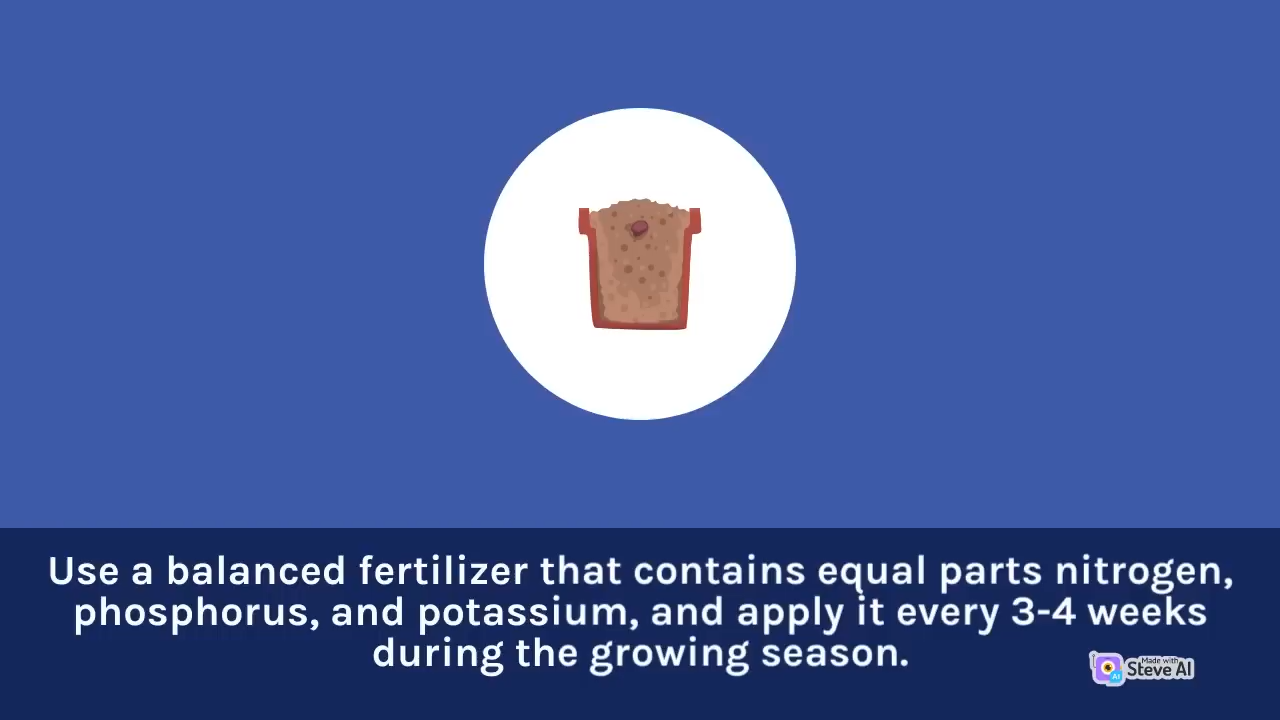 Use a balanced fertilizer that contains equal parts nitrogen,
phosphorus, and potassium, and apply it every 3-4 weeks
during the growing season.
Made with
Steve AI
AI